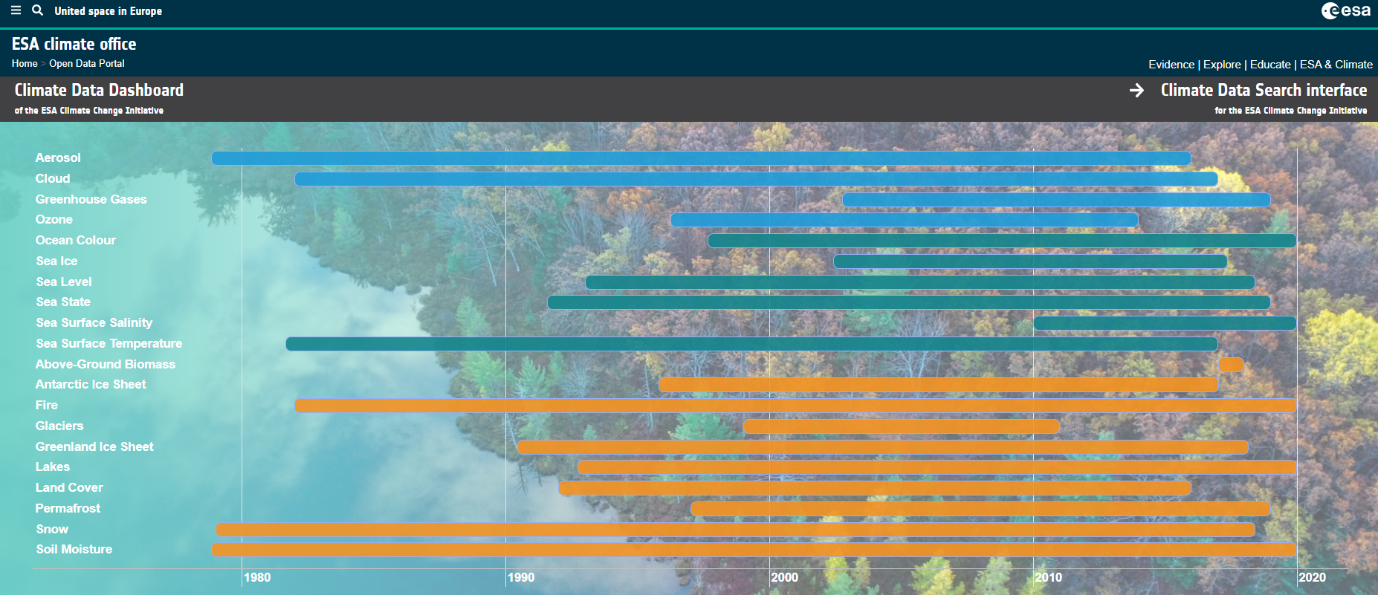 United space in Europe
esa
ESA climate office
Home > Open Data Portal
Evidence | Explore | Educate | ESA & Climate
Climate Data Dashboard
of the ESA Climate Change Initiative
→ Climate Data Search interface
for the ESA Climate Change Initiative
Aerosol
Cloud
Greenhouse Gases
Ozone
Ocean Colour
Sea Ice
Sea Level
Sea State
Sea Surface Salinity
Sea Surface Temperature
Above-Ground Biomass
Antarctic Ice Sheet
Fire
Glaciers
Greenland Ice Sheet
Lakes
Land Cover
Permafrost
Snow
Soil Moisture
1980 1990 2000 2010 2020